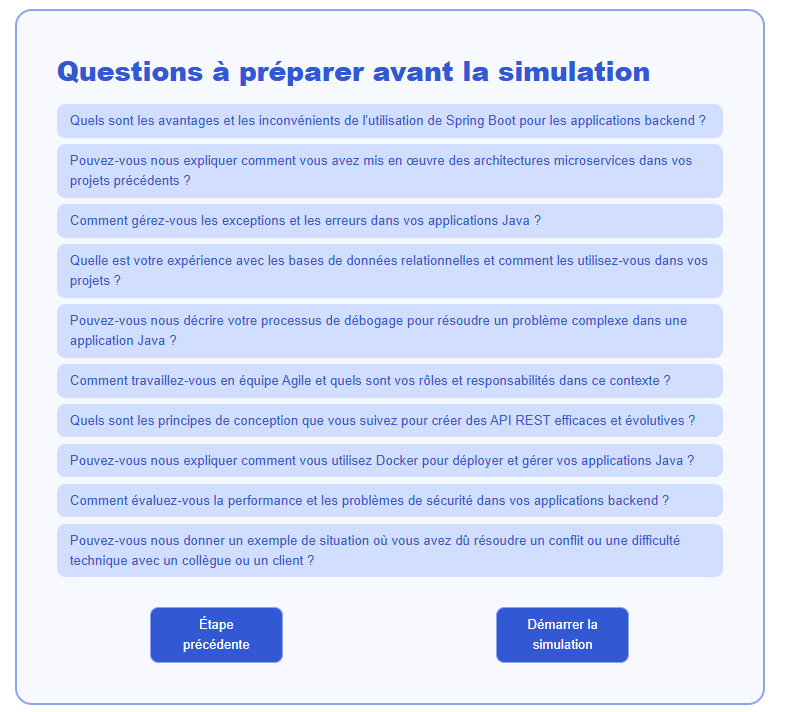 Questions à préparer avant la simulation
Quels sont les avantages et les inconvénients de l'utilisation de Spring Boot pour les applications backend ?
Pouvez-vous nous expliquer comment vous avez mis en œuvre des architectures microservices dans vos
projets précédents ?
Comment gérez-vous les exceptions et les erreurs dans vos applications Java ?
Quelle est votre expérience avec les bases de données relationnelles et comment les utilisez-vous dans vos
projets ?
Pouvez-vous nous décrire votre processus de débogage pour résoudre un problème complexe dans une
application Java ?
Comment travaillez-vous en équipe Agile et quels sont vos rôles et responsabilités dans ce contexte ?
Quels sont les principes de conception que vous suivez pour créer des API REST efficaces et évolutives ?
Pouvez-vous nous expliquer comment vous utilisez Docker pour déployer et gérer vos applications Java ?
Comment évaluez-vous la performance et les problèmes de sécurité dans vos applications backend ?
Pouvez-vous nous donner un exemple de situation où vous avez dû résoudre un conflit ou une difficulté
technique avec un collègue ou un client ?
Étape
précédente
Démarrer la
simulation